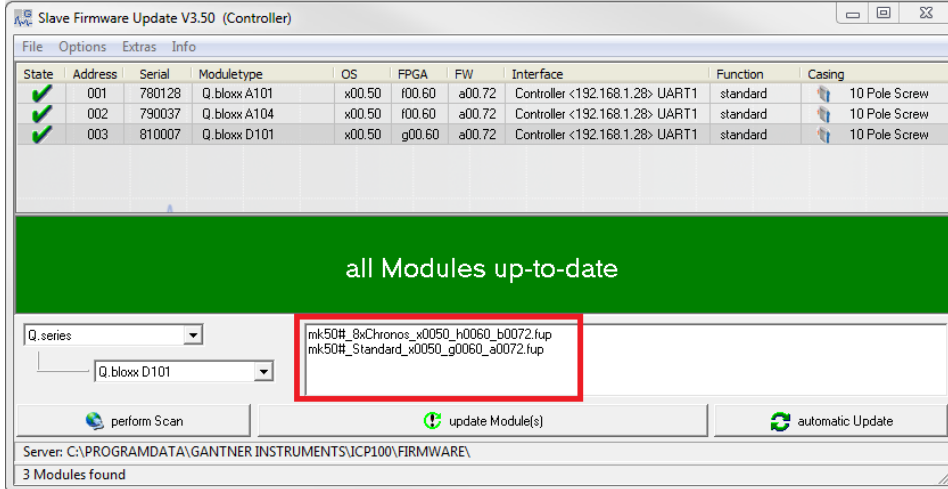 Slave Firmware Update V3.50 (Controller)
File Options Extras Info
State Address Serial Moduletype OS FPGA FW Interface Function Casing
001 780128 Q.bloxx A101 x00.50 f00.60 a00.72 Controller <192.168.1.28> UART1 standard 10 Pole Screw
002 790037 Q.bloxx A104 x00.50 f00.60 a00.72 Controller <192.168.1.28> UART1 standard 10 Pole Screw
003 810007 Q.bloxx D101 x00.50 g00.60 a00.72 Controller <192.168.1.28> UART1 standard 10 Pole Screw
all Modules up-to-date
Q.series
Q.bloxx D101
mk50#_8xChronos_x0050_h0060_b0072.fup
mk50#_Standard_x0050_g0060_a0072.fup
perform Scan update Module(s) automatic Update
Server: C:\PROGRAMDATA\GANTNER INSTRUMENTS\ICP100\FIRMWARE\
3 Modules found